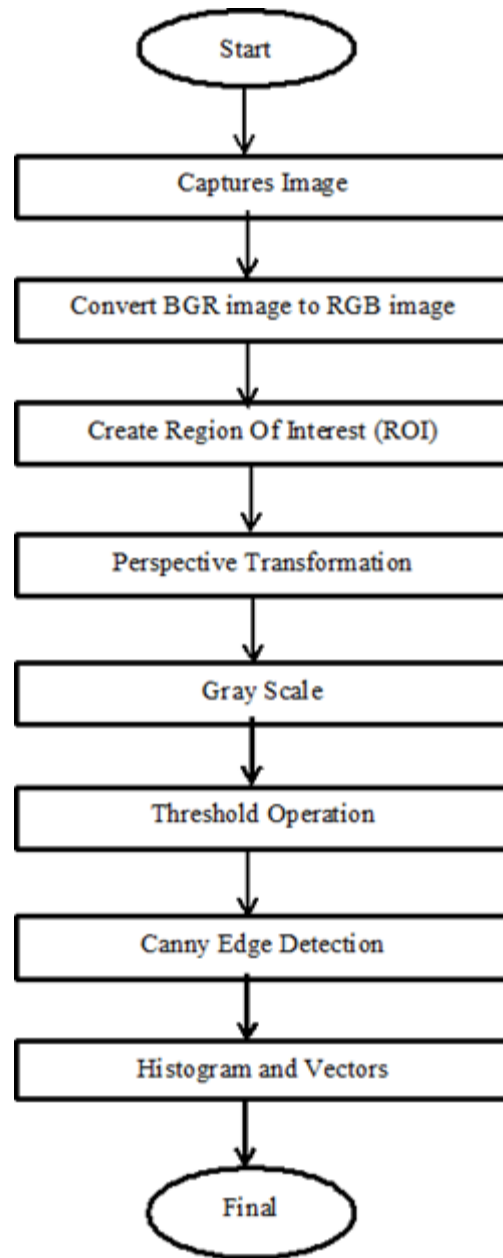 Start
Captures Image
Convert BGR image to RGB image
Create Region Of Interest (ROI)
Perspective Transformation
Gray Scale
Threshold Operation
Canny Edge Detection
Histogram and Vectors
Final